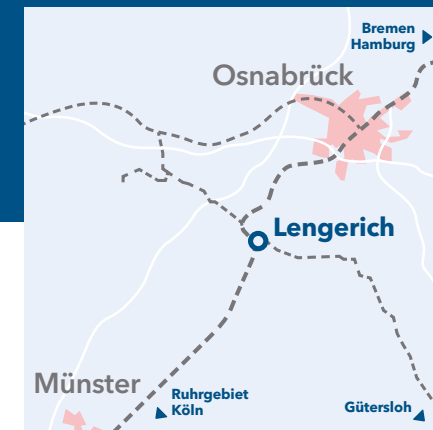 Bremen
Hamburg
Osnabrück
Lengerich
Münster
Ruhrgebiet
Köln
Gütersloh